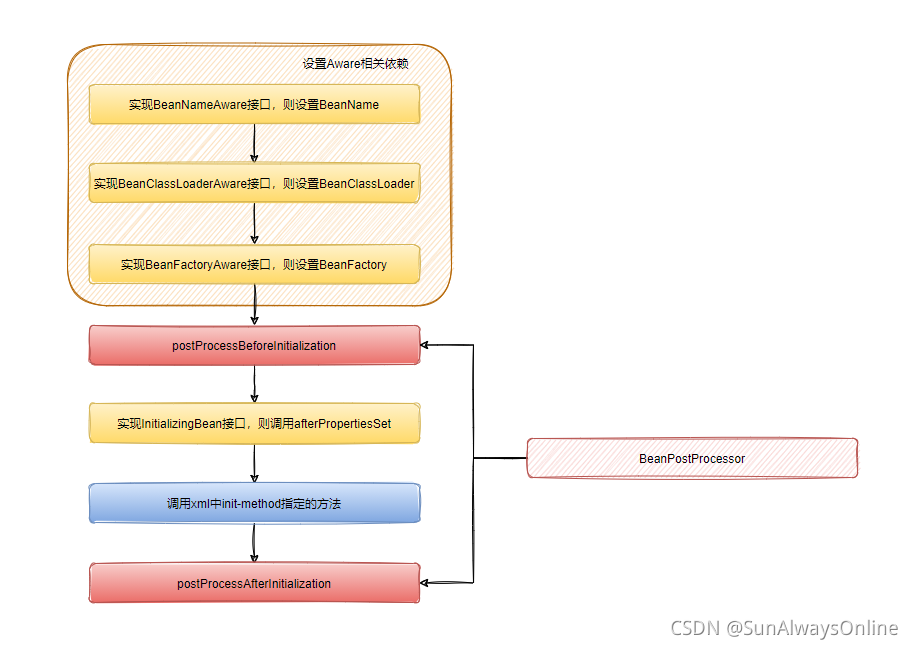 设置Aware相关依赖
实现BeanNameAware接口，则设置BeanName
实现BeanClassLoaderAware接口，则设置BeanClassLoader
实现BeanFactoryAware接口，则设置BeanFactory
postProcessBeforeInitialization
实现InitializingBean接口，则调用afterPropertiesSet
BeanPostProcessor
调用xml中init-method指定的方法
postProcessAfterInitialization
CSDN @SunAlwaysOnline